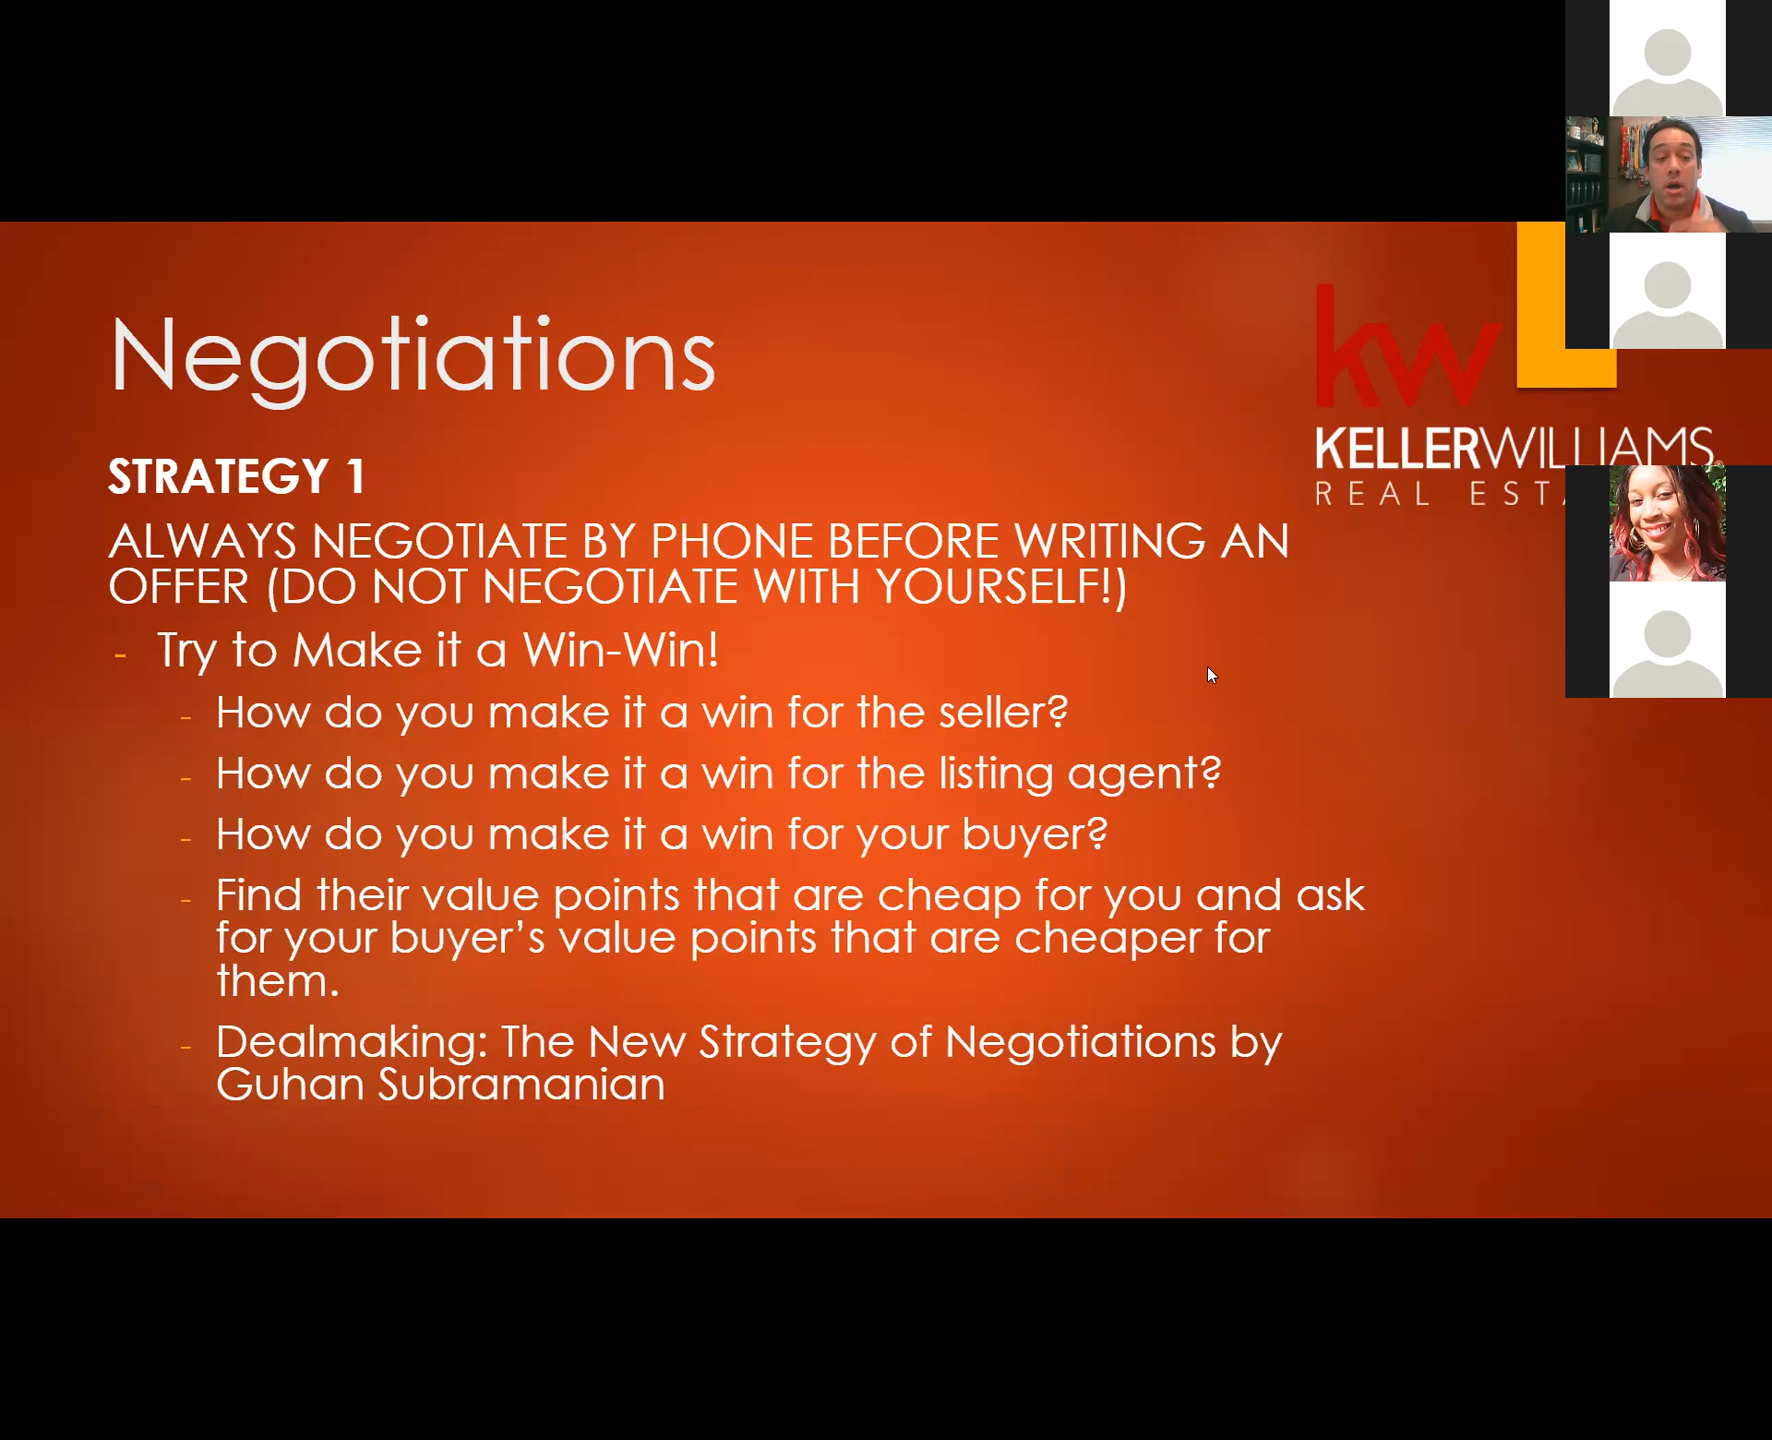 Negotiations
kw
KELLERWILLIAMS
REAL EST
STRATEGY 1
ALWAYS NEGOTIATE BY PHONE BEFORE WRITING AN
OFFER (DO NOT NEGOTIATE WITH YOURSELF!)
- Try to Make it a Win-Win!
- How do you make it a win for the seller?
- How do you make it a win for the listing agent?
- How do you make it a win for your buyer?
- Find their value points that are cheap for you and ask
for your buyer’s value points that are cheaper for
them.
- Dealmaking: The New Strategy of Negotiations by
Guhan Subramanian